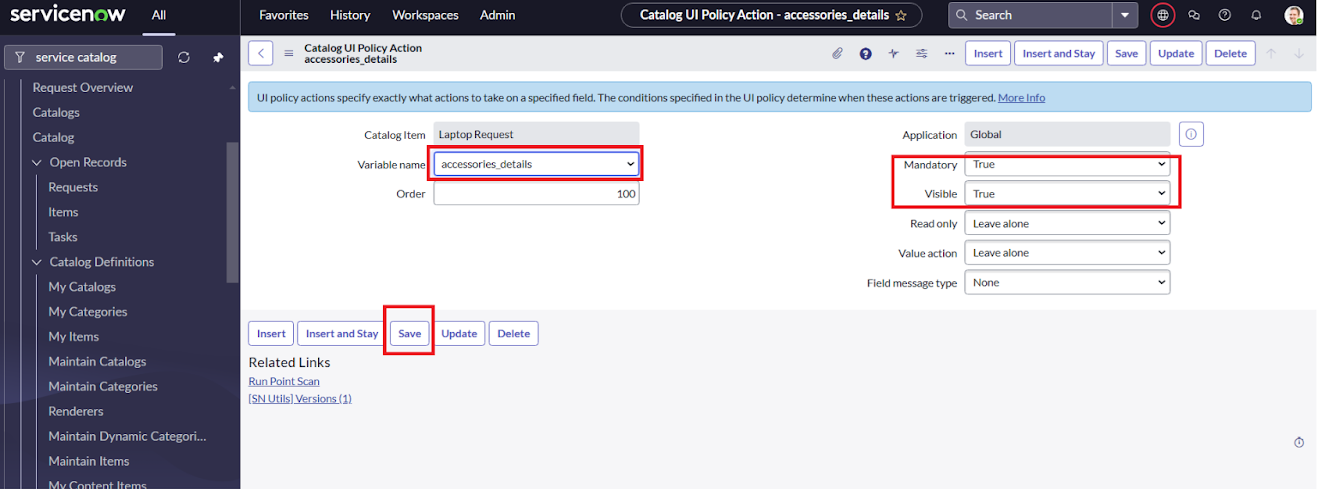 servicenow All Favorites History Workspaces Admin Catalog UI Policy Action - accessories_details Search
service catalog
Request Overview
Catalogs
Catalog
Open Records
Requests
Items
Tasks
Catalog Definitions
My Catalogs
My Categories
My Items
Maintain Catalogs
Maintain Categories
Renderers
Maintain Dynamic Categori...
Maintain Items
My Content Items
Catalog UI Policy Action
accessories_details
Insert Insert and Stay Save Update Delete
UI policy actions specify exactly what actions to take on a specified field. The conditions specified in the UI policy determine when these actions are triggered. More Info
Catalog Item Laptop Request
Variable name accessories_details
Order 100
Application Global
Mandatory True
Visible True
Read only Leave alone
Value action Leave alone
Field message type None
Insert Insert and Stay Save Update Delete
Related Links
Run Point Scan
[SN Utils] Versions (1)